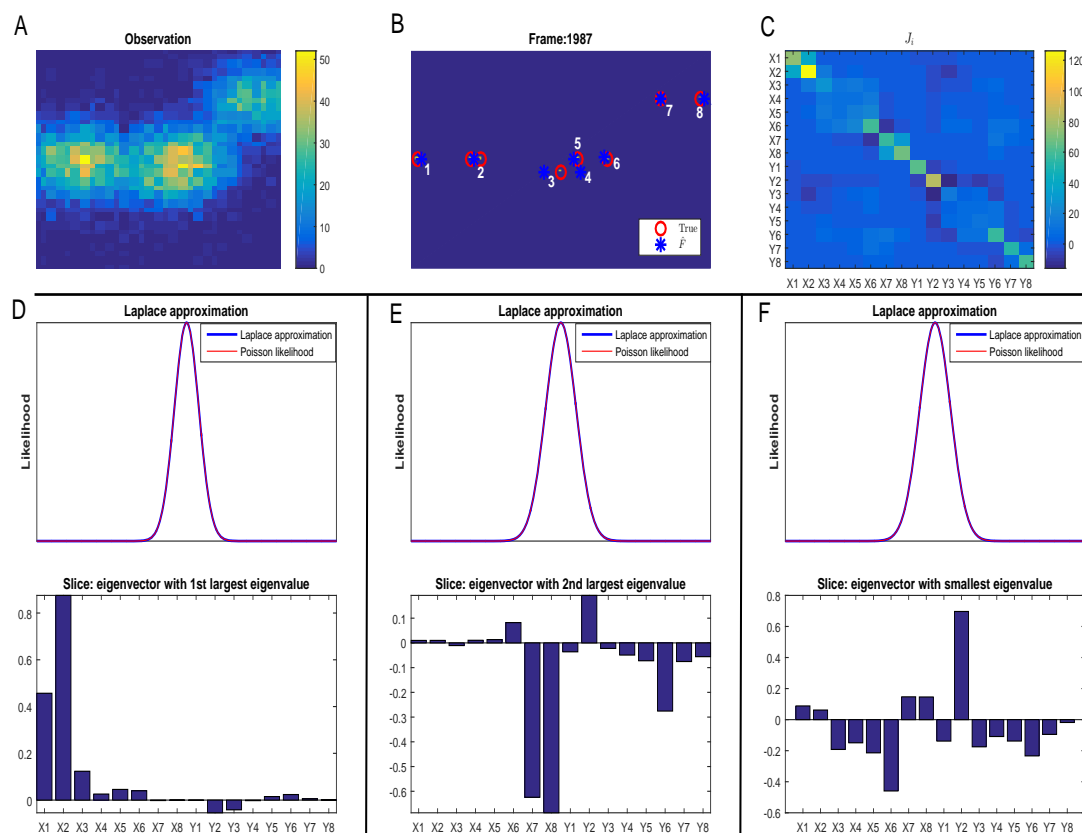 A
Observation
50
40
30
20
10
0
B
Frame:1987
1
2
3
4
5
6
7
8
True
F̂
C
J_i
X1
X2
X3
X4
X5
X6
X7
X8
Y1
Y2
Y3
Y4
Y5
Y6
Y7
Y8
X1 X2 X3 X4 X5 X6 X7 X8 Y1 Y2 Y3 Y4 Y5 Y6 Y7 Y8
120
100
80
60
40
20
0
D
Laplace approximation
Laplace approximation
Poisson likelihood
Likelihood
Slice: eigenvector with 1st largest eigenvalue
0.8
0.6
0.4
0.2
0
X1 X2 X3 X4 X5 X6 X7 X8 Y1 Y2 Y3 Y4 Y5 Y6 Y7 Y8
E
Laplace approximation
Laplace approximation
Poisson likelihood
Likelihood
Slice: eigenvector with 2nd largest eigenvalue
0.1
0
-0.1
-0.2
-0.3
-0.4
-0.5
-0.6
X1 X2 X3 X4 X5 X6 X7 X8 Y1 Y2 Y3 Y4 Y5 Y6 Y7 Y8
F
Laplace approximation
Laplace approximation
Poisson likelihood
Likelihood
Slice: eigenvector with smallest eigenvalue
0.8
0.6
0.4
0.2
0
-0.2
-0.4
-0.6
X1 X2 X3 X4 X5 X6 X7 X8 Y1 Y2 Y3 Y4 Y5 Y6 Y7 Y8